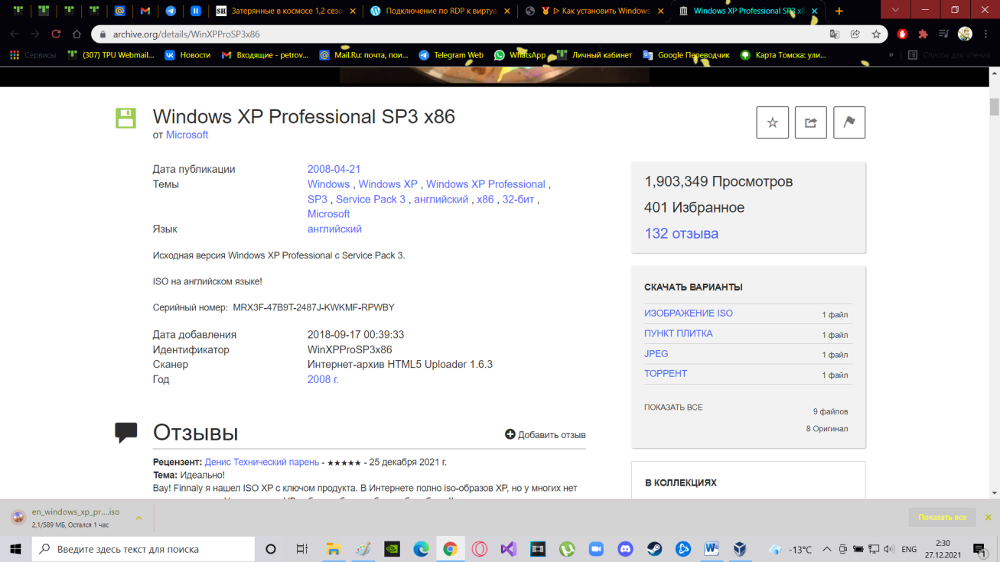 SH Затерянные в космосе 1,2 сезо
Подключение по RDP к виртуа
Как установить Windows
Windows XP Professional SP3 x8
archive.org/details/WinXPProSP3x86
Сервисы
(307) TPU Webmail...
Новости
Входящие - petrov...
Mail.Ru: почта, пои...
Telegram Web
WhatsApp
Личный кабинет
Google Переводчик
Карта Томска: ули...
»
Список для чтения
Windows XP Professional SP3 x86
от Microsoft
Дата публикации 2008-04-21
Темы Windows , Windows XP , Windows XP Professional ,
SP3 , Service Pack 3 , английский , x86 , 32-бит ,
Microsoft
Язык английский
Исходная версия Windows XP Professional с Service Pack 3.
ISO на английском языке!
Серийный номер: MRX3F-47B9T-2487J-KWKMF-RPWBY
Дата добавления 2018-09-17 00:39:33
Идентификатор WinXPProSP3x86
Сканер Интернет-архив HTML5 Uploader 1.6.3
Год 2008 г.
1,903,349 Просмотров
401 Избранное
132 отзыва
СКАЧАТЬ ВАРИАНТЫ
ИЗОБРАЖЕНИЕ ISO 1 файл
ПУНКТ ПЛИТКА 1 файл
JPEG 1 файл
ТОРРЕНТ 1 файл
ПОКАЗАТЬ ВСЕ 9 файлов
8 Оригинал
Отзывы
Добавить отзыв
Рецензент: Денис Технический парень - ★★★★★ - 25 декабря 2021 г.
Тема: Идеально!
Вау! Finnaly я нашел ISO XP с ключом продукта. В Интернете полно iso-образов XP, но у многих нет
В КОЛЛЕКЦИЯХ
en_windows_xp_pr....iso
2,1/589 МБ, Остался 1 час
Показать все
Введите здесь текст для поиска
-13°C
ENG
2:30
27.12.2021
1